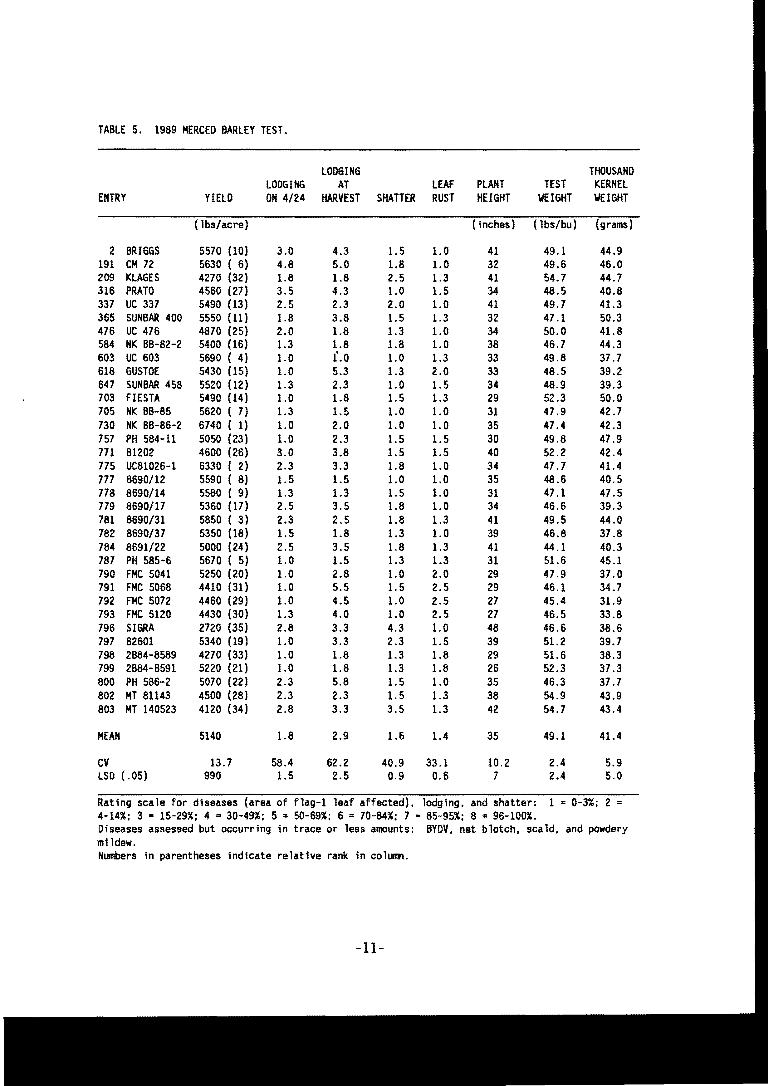 TABLE 5. 1989 MERCED BARLEY TEST.
LODGING THOUSAND
LODGING AT LEAF PLANT TEST KERNEL
ENTRY YIELD ON 4/24 HARVEST SHATTER RUST HEIGHT WEIGHT WEIGHT
(lbs/acre) (inches) (lbs/bu) (grams)
2 BRIGGS 5570 (10) 3.0 4.3 1.5 1.0 41 49.1 44.9
191 CM 72 5630 ( 6) 4.8 5.0 1.8 1.0 32 49.6 46.0
209 KLAGES 4270 (32) 1.8 1.8 2.5 1.3 41 54.7 44.7
316 PRATO 4560 (27) 3.5 4.3 1.0 1.5 34 48.5 40.8
337 UC 337 5490 (13) 2.5 2.3 2.0 1.0 41 49.7 41.3
365 SUNBAR 400 5550 (11) 1.8 3.8 1.5 1.3 32 47.1 50.3
476 UC 476 4870 (25) 2.0 1.8 1.3 1.0 34 50.0 41.8
584 NK BB-82-2 5400 (16) 1.3 1.8 1.8 1.0 38 46.7 44.3
603 UC 603 5690 ( 4) 1.0 1.0 1.0 1.3 33 49.8 37.7
618 GUSTOE 5430 (15) 1.0 5.3 1.3 2.0 33 48.5 39.2
647 SUNBAR 458 5520 (12) 1.3 2.3 1.0 1.5 34 48.9 39.3
703 FIESTA 5490 (14) 1.0 1.8 1.5 1.3 29 52.3 50.0
705 NK BB-85 5620 ( 7) 1.3 1.5 1.0 1.0 31 47.9 42.7
730 NK BB-86-2 6740 ( 1) 1.0 2.0 1.0 1.0 35 47.4 42.3
757 PH 584-11 5050 (23) 1.0 2.3 1.5 1.5 30 49.8 47.9
771 B1202 4600 (26) 3.0 3.8 1.5 1.5 40 52.2 42.4
775 UC81026-1 6330 ( 2) 2.3 3.3 1.8 1.0 34 47.7 41.4
777 8690/12 5590 ( 8) 1.5 1.5 1.0 1.0 35 48.6 40.5
778 8690/14 5580 ( 9) 1.3 1.3 1.5 1.0 31 47.1 47.5
779 8690/17 5360 (17) 2.5 3.5 1.8 1.0 34 46.6 39.3
781 8690/31 5850 ( 3) 2.3 2.5 1.8 1.3 41 49.5 44.0
782 8690/37 5350 (18) 1.5 1.8 1.3 1.0 39 46.8 37.8
784 8691/22 5000 (24) 2.5 3.5 1.8 1.3 41 44.1 40.3
787 PH 585-6 5670 ( 5) 1.0 1.5 1.3 1.3 31 51.6 45.1
790 FMC 5041 5250 (20) 1.0 2.8 1.0 2.0 29 47.9 37.0
791 FMC 5068 4410 (31) 1.0 5.5 1.5 2.5 29 46.1 34.7
792 FMC 5072 4460 (29) 1.0 4.5 1.0 2.5 27 45.4 31.9
793 FMC 5120 4430 (30) 1.3 4.0 1.0 2.5 27 46.5 33.8
796 SIGRA 2720 (35) 2.8 3.3 4.3 1.0 48 46.6 38.6
797 B2601 5340 (19) 1.0 3.3 2.3 1.5 39 51.2 39.7
798 2B84-8589 4270 (33) 1.0 1.8 1.3 1.8 29 51.6 38.3
799 2B84-8591 5220 (21) 1.0 1.8 1.3 1.8 26 52.3 37.3
800 PH 586-2 5070 (22) 2.3 5.8 1.5 1.0 35 46.3 37.7
802 MT 81143 4500 (28) 2.3 2.3 1.5 1.3 38 54.9 43.9
803 MT 140523 4120 (34) 2.8 3.3 3.5 1.3 42 54.7 43.4
MEAN 5140 1.8 2.9 1.6 1.4 35 49.1 41.4
CV 13.7 58.4 62.2 40.9 33.1 10.2 2.4 5.9
LSD (.05) 990 1.5 2.5 0.9 0.6 7 2.4 5.0
Rating scale for diseases (area of flag-1 leaf affected), lodging, and shatter: 1 = 0-3%; 2 =
4-14%; 3 = 15-29%; 4 = 30-49%; 5 = 50-69%; 6 = 70-84%; 7 = 85-95%; 8 = 96-100%.
Diseases assessed but occurring in trace or less amounts: BYDV, net blotch, scald, and powdery
mildew.
Numbers in parentheses indicate relative rank in column.
-11-